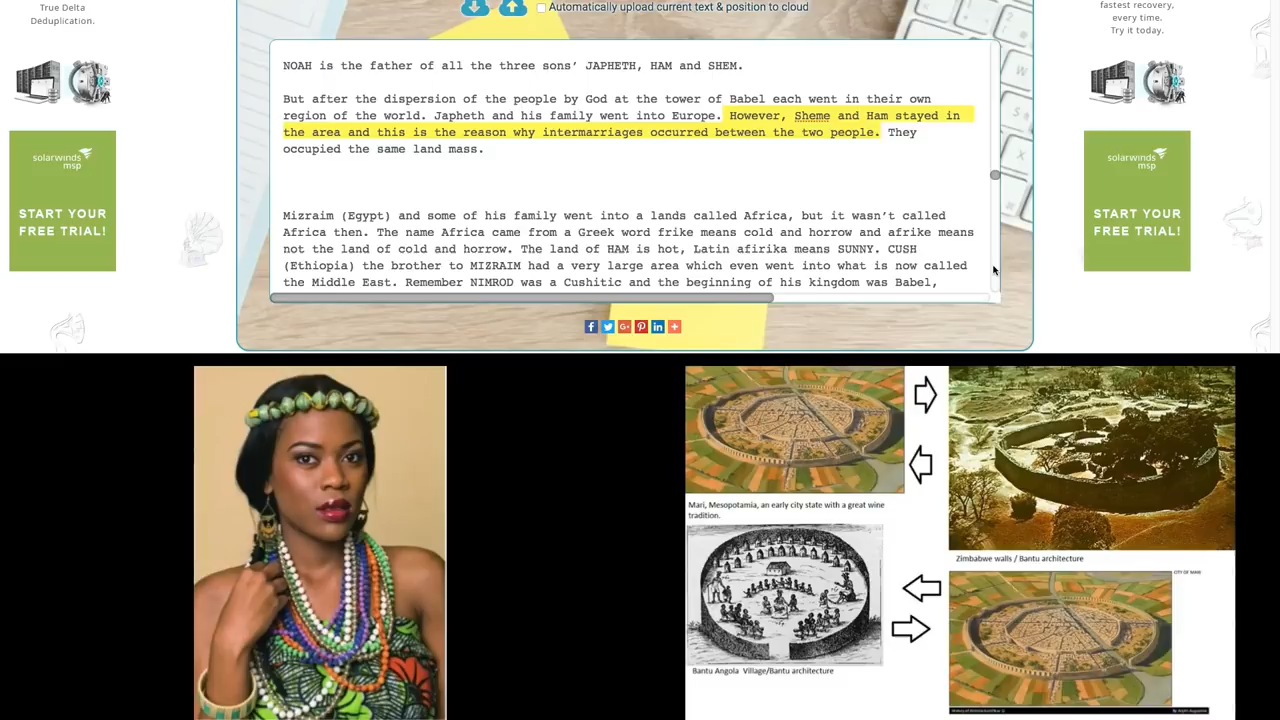 True Delta
Deduplication.
solarwinds
msp
START YOUR
FREE TRIAL!
Automatically upload current text & position to cloud
NOAH is the father of all the three sons’ JAPHETH, HAM and SHEM.
But after the dispersion of the people by God at the tower of Babel each went in their own
region of the world. Japheth and his family went into Europe. However, Sheme and Ham stayed in
the area and this is the reason why intermarriages occurred between the two people. They
occupied the same land mass.
Mizraim (Egypt) and some of his family went into a lands called Africa, but it wasn’t called
Africa then. The name Africa came from a Greek word frike means cold and horrow and afrike means
not the land of cold and horrow. The land of HAM is hot, Latin afirika means SUNNY. CUSH
(Ethiopia) the brother to MIZRAIM had a very large area which even went into what is now called
the Middle East. Remember NIMROD was a Cushitic and the beginning of his kingdom was Babel,
fastest recovery,
every time.
Try it today.
solarwinds
msp
START YOUR
FREE TRIAL!
Mari, Mesopotamia, an early city state with a great wine
tradition.
Zimbabwe walls / Bantu architecture
Bantu Angola Village/Bantu architecture